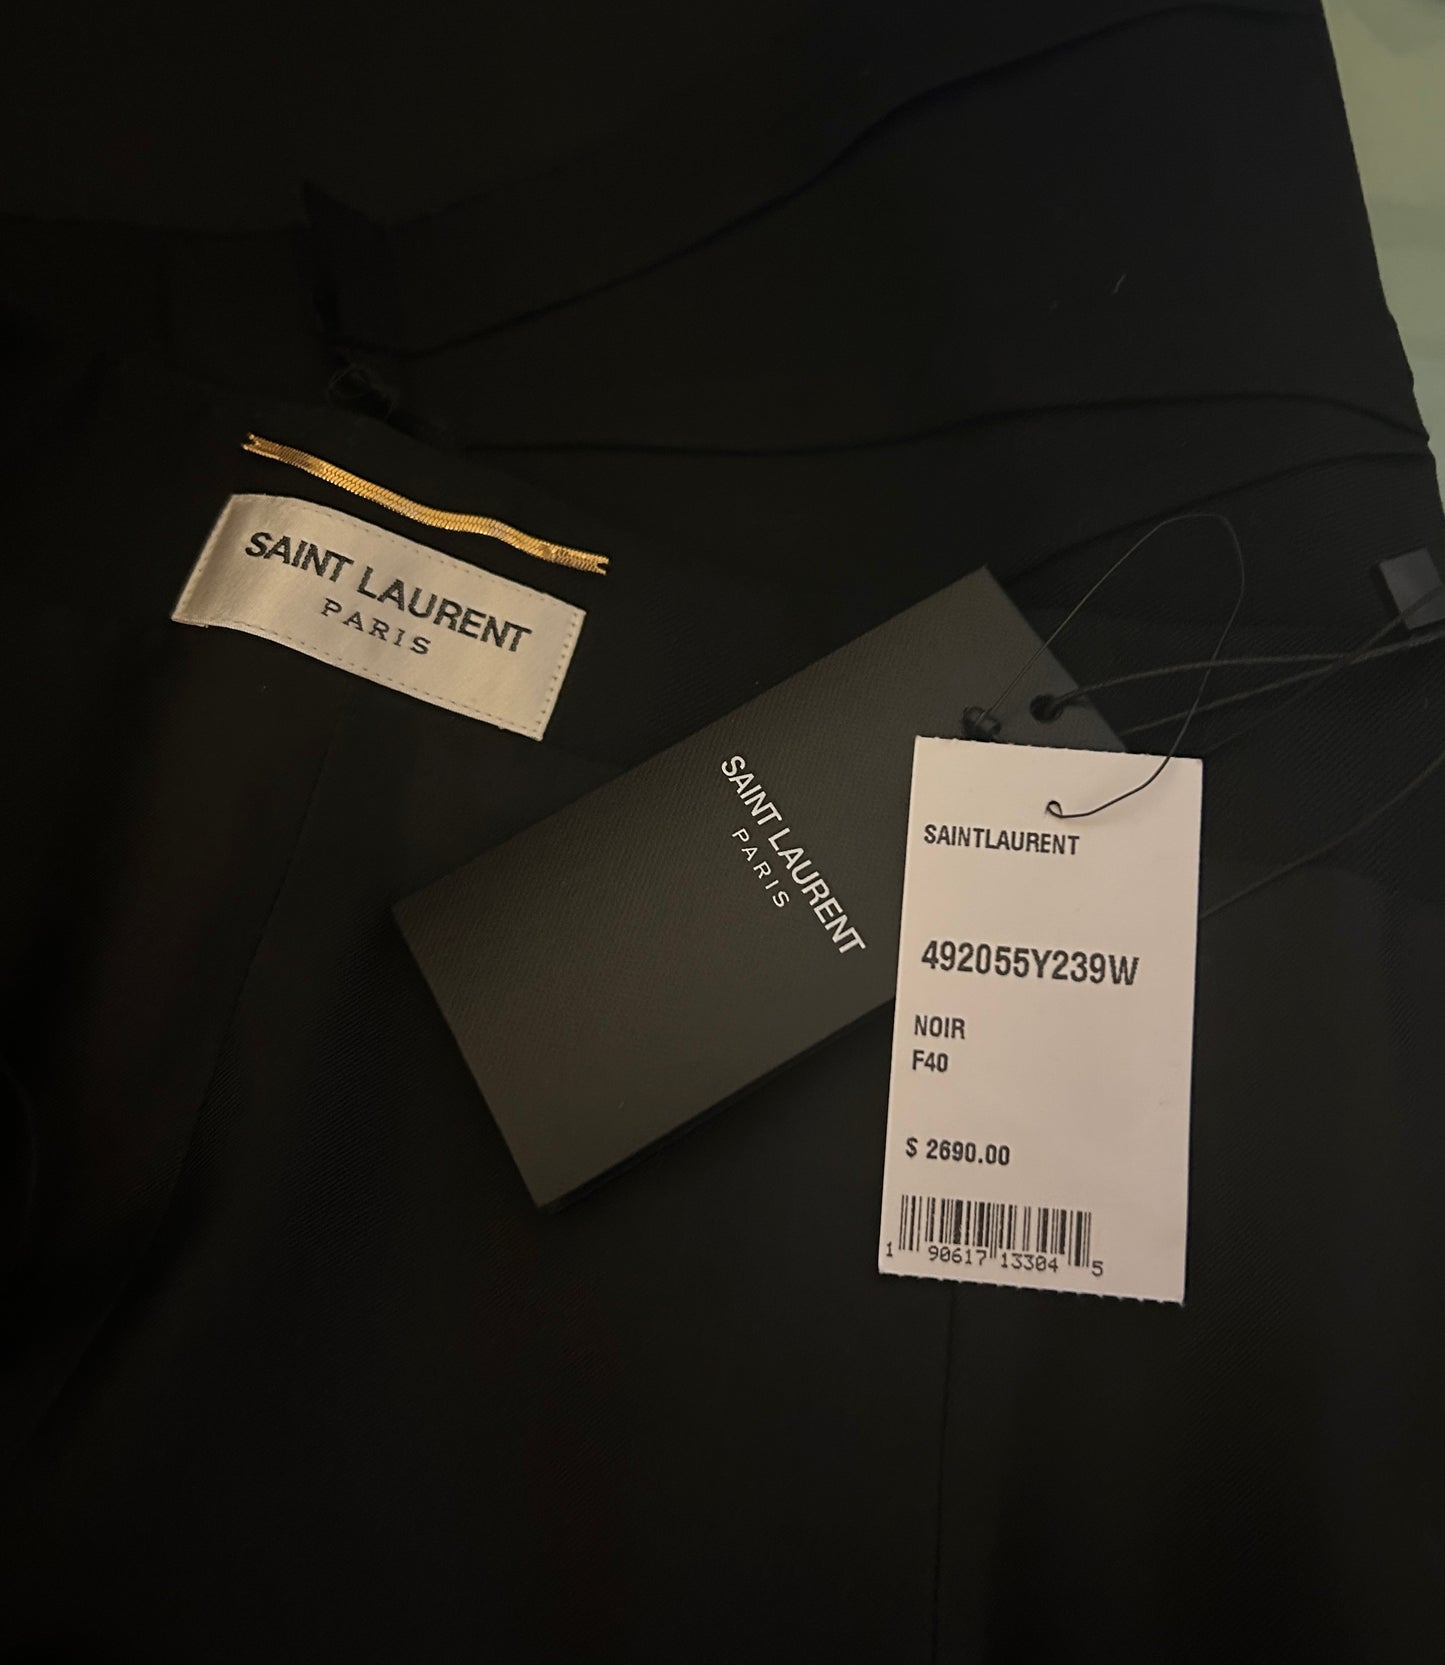 SAINT LAURENT
PARIS
SAINT LAURENT
PARIS
SAINTLAURENT
492055Y239W
NOIR
F40
$ 2690.00
1 90617 13304 5